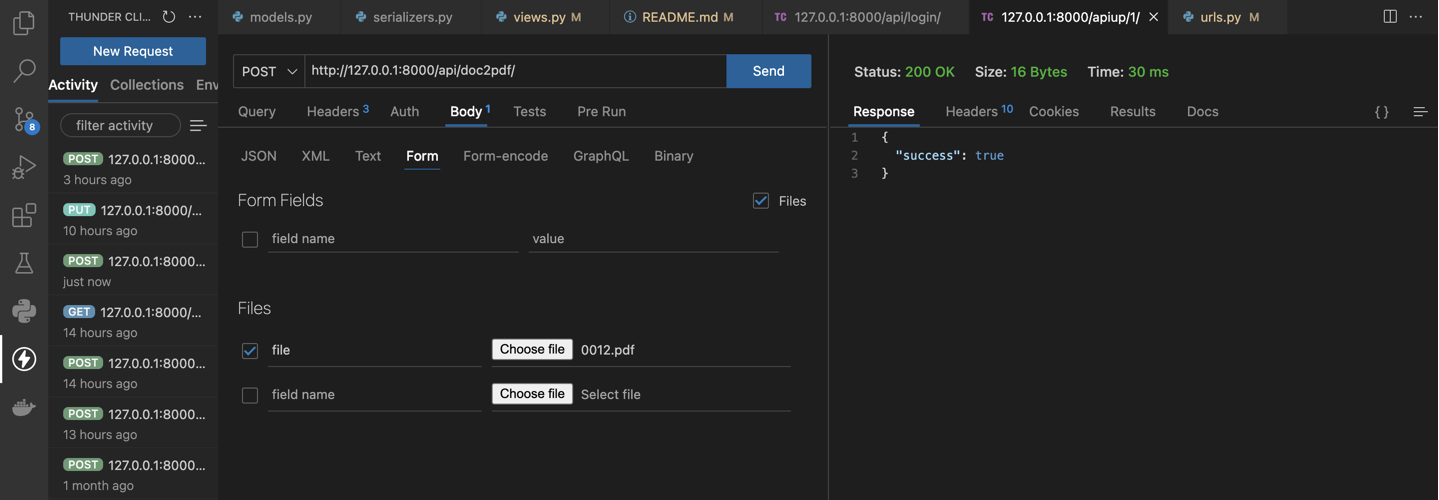 THUNDER CLI...
New Request
Activity Collections Env
filter activity
POST 127.0.0.1:8000...
3 hours ago
PUT 127.0.0.1:8000/...
10 hours ago
POST 127.0.0.1:8000...
just now
GET 127.0.0.1:8000/...
14 hours ago
POST 127.0.0.1:8000...
14 hours ago
POST 127.0.0.1:8000...
13 hours ago
POST 127.0.0.1:8000...
1 month ago
8
models.py serializers.py views.py M README.md M TC 127.0.0.1:8000/api/login/ TC 127.0.0.1:8000/apiup/1/ urls.py M
POST http://127.0.0.1:8000/api/doc2pdf/ Send
Query Headers 3 Auth Body 1 Tests Pre Run
JSON XML Text Form Form-encode GraphQL Binary
Form Fields Files
field name value
Files
file Choose file 0012.pdf
field name Choose file Select file
Status: 200 OK Size: 16 Bytes Time: 30 ms
Response Headers 10 Cookies Results Docs { }
1 {
2 "success": true
3 }